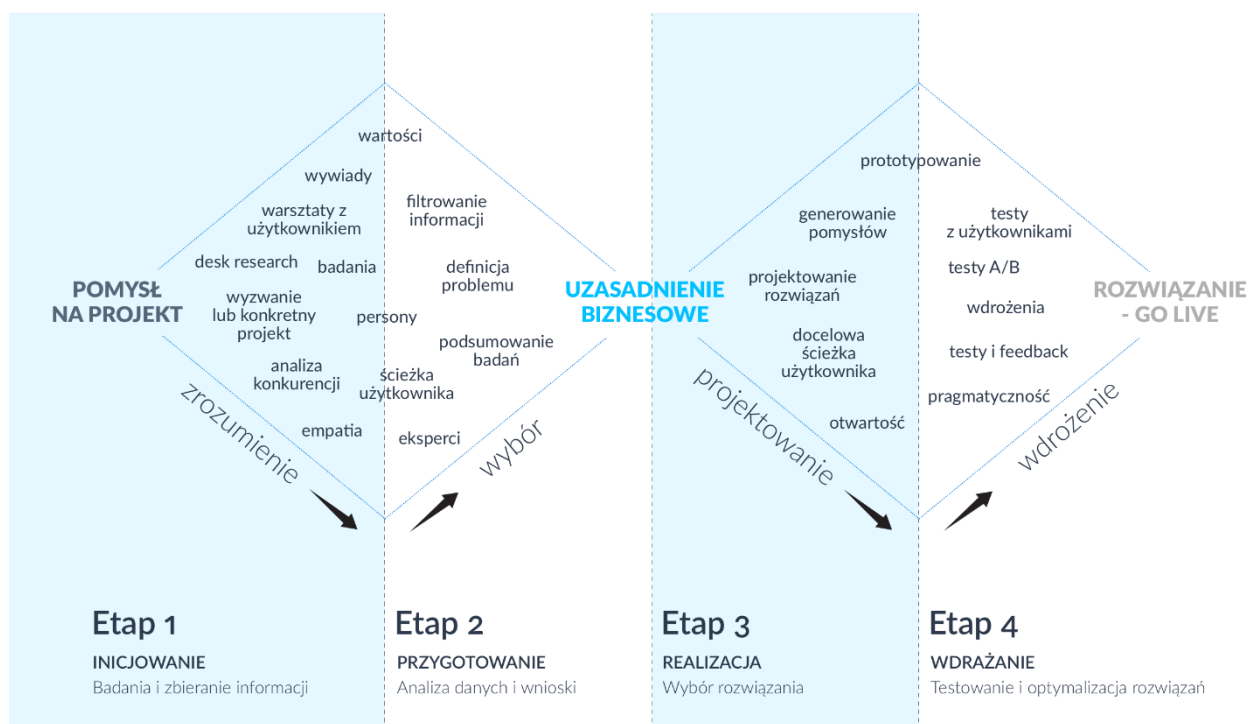 wartości
wywiady
warsztaty z
użytkownikiem
desk research
badania
POMYSŁ
NA PROJEKT
wyzwanie
lub konkretny
projekt
persony
analiza
konkurencji
ścieżka
użytkownika
empatia
eksperci
zrozumienie
filtrowanie
informacji
definicja
problemu
podsumowanie
badań
wybór
UZASADNIENIE
BIZNESOWE
prototypowanie
generowanie
pomysłów
projektowanie
rozwiązań
docelowa
ścieżka
użytkownika
otwartość
projektowanie
testy
z użytkownikami
testy A/B
wdrożenia
testy i feedback
pragmatyczność
wdrożenie
ROZWIĄZANIE
- GO LIVE
Etap 1
INICJOWANIE
Badania i zbieranie informacji
Etap 2
PRZYGOTOWANIE
Analiza danych i wnioski
Etap 3
REALIZACJA
Wybór rozwiązania
Etap 4
WDRAŻANIE
Testowanie i optymalizacja rozwiązań